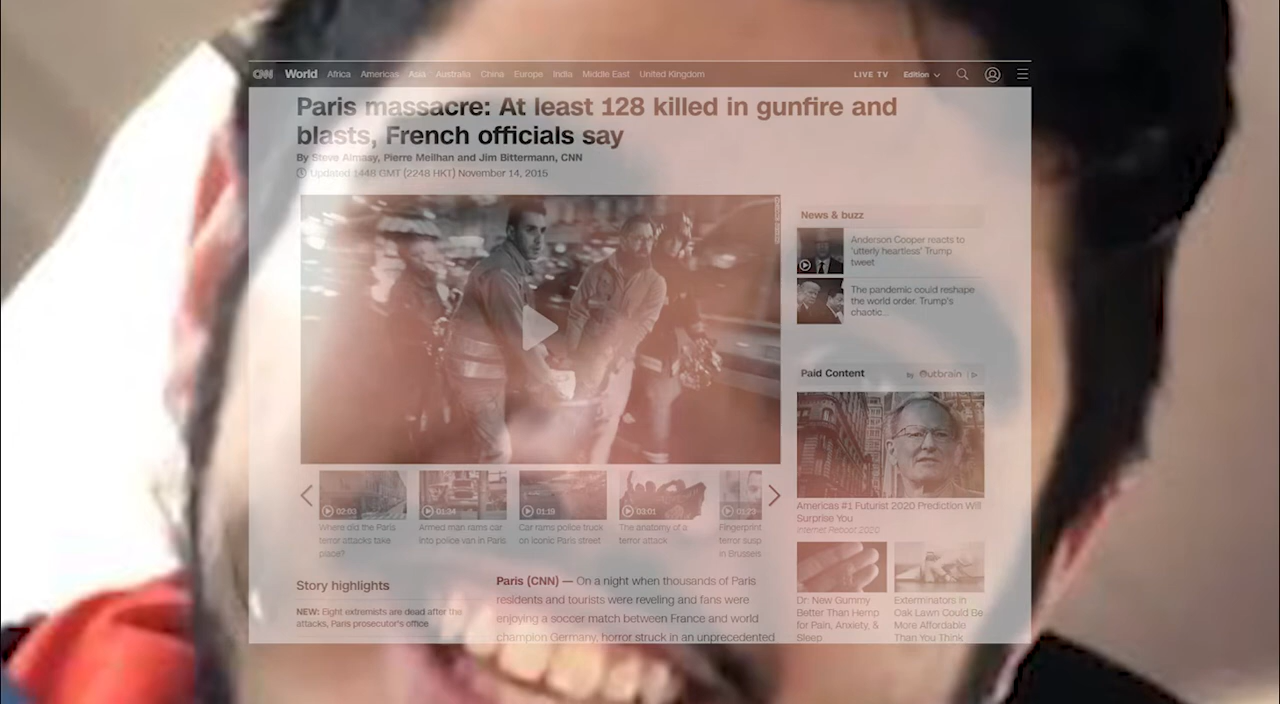 CNN World Africa Americas Asia Australia China Europe India Middle East United Kingdom LIVE TV Edition
Paris massacre: At least 128 killed in gunfire and
blasts, French officials say
By Steve Almasy, Pierre Meilhan and Jim Bittermann, CNN
Updated 1448 GMT (2248 HKT) November 14, 2015
News & buzz
Anderson Cooper reacts to
'utterly heartless' Trump
tweet
The pandemic could reshape
the world order. Trump's
chaotic...
Paid Content by Outbrain
Americas #1 Futurist 2020 Prediction Will
Surprise You
Internet Reboot 2020
Dr: New Gummy
Better Than Hemp
for Pain, Anxiety, &
Sleep
Exterminators in
Oak Lawn Could Be
More Affordable
Than You Think
02:03
Where did the Paris
terror attacks take
place?
01:34
Armed man rams car
into police van in Paris
01:19
Car rams police truck
on iconic Paris street
03:01
The anatomy of a
terror attack
01:23
Fingerprint
terror susp
in Brussels
Story highlights
NEW: Eight extremists are dead after the
attacks, Paris prosecutor's office
Paris (CNN) — On a night when thousands of Paris
residents and tourists were reveling and fans were
enjoying a soccer match between France and world
champion Germany, horror struck in an unprecedented